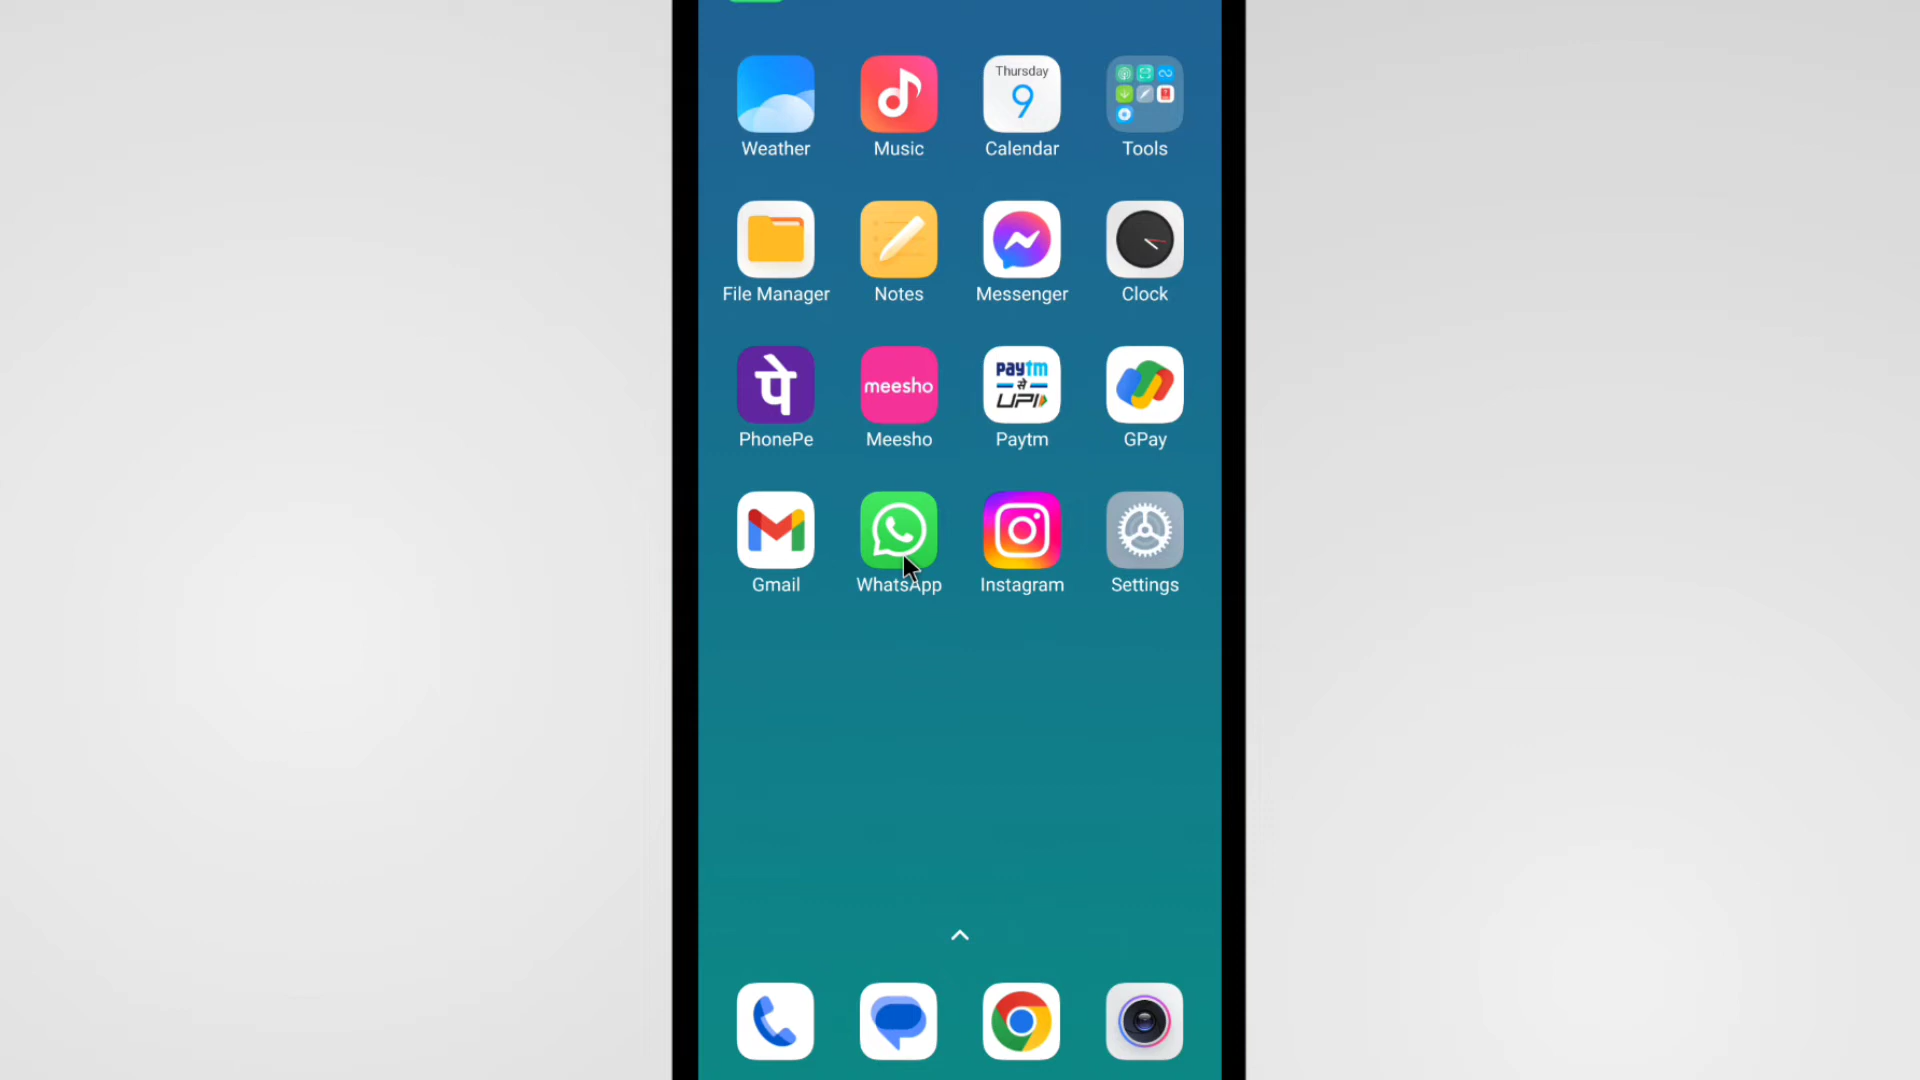 Thursday
9
Weather
Music
Calendar
Tools
File Manager
Notes
Messenger
Clock
पे
meesho
paytm
से
UPI
PhonePe
Meesho
Paytm
GPay
Gmail
WhatsApp
Instagram
Settings